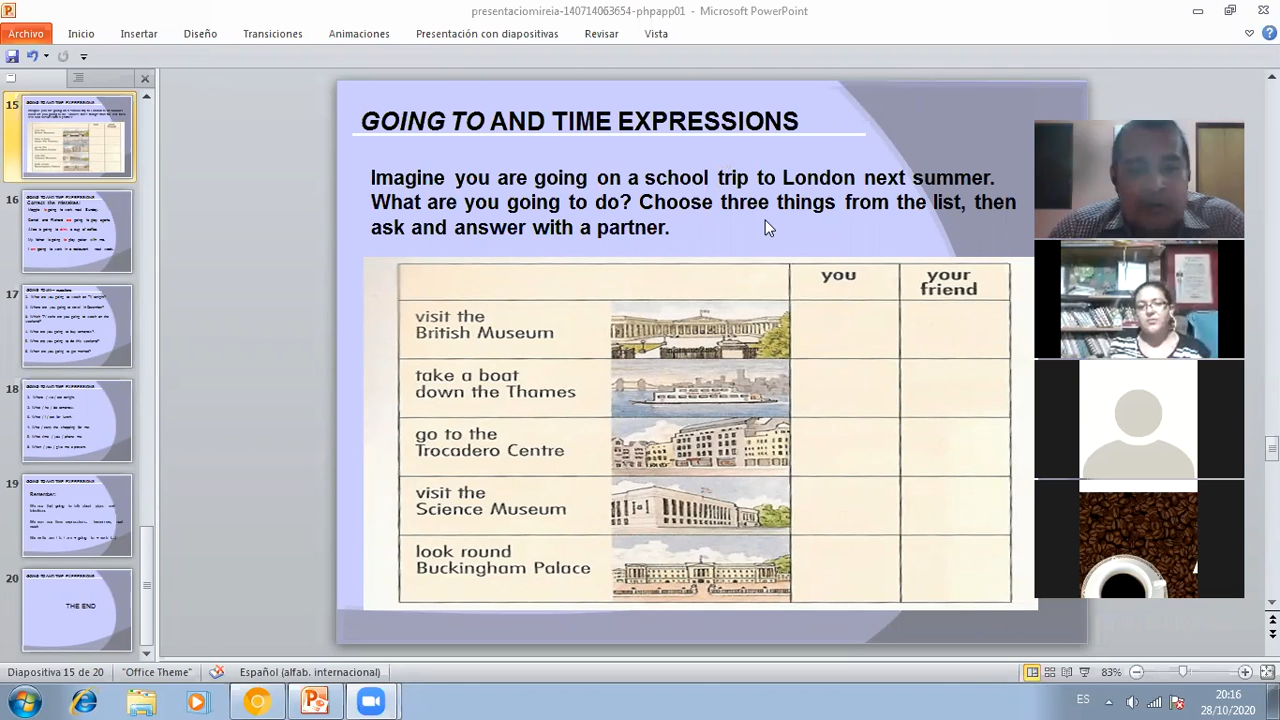 presentaciomireia-140714063654-phpapp01 - Microsoft PowerPoint
Archivo Inicio Insertar Diseño Transiciones Animaciones Presentación con diapositivas Revisar Vista
15
16
17
18
19
20
THE END
GOING TO AND TIME EXPRESSIONS
Imagine you are going on a school trip to London next summer.
What are you going to do? Choose three things from the list, then
ask and answer with a partner.
you
your
friend
visit the
British Museum
take a boat
down the Thames
go to the
Trocadero Centre
visit the
Science Museum
look round
Buckingham Palace
Diapositiva 15 de 20 "Office Theme" Español (alfab. internacional) 83%
ES 20:16
28/10/2020